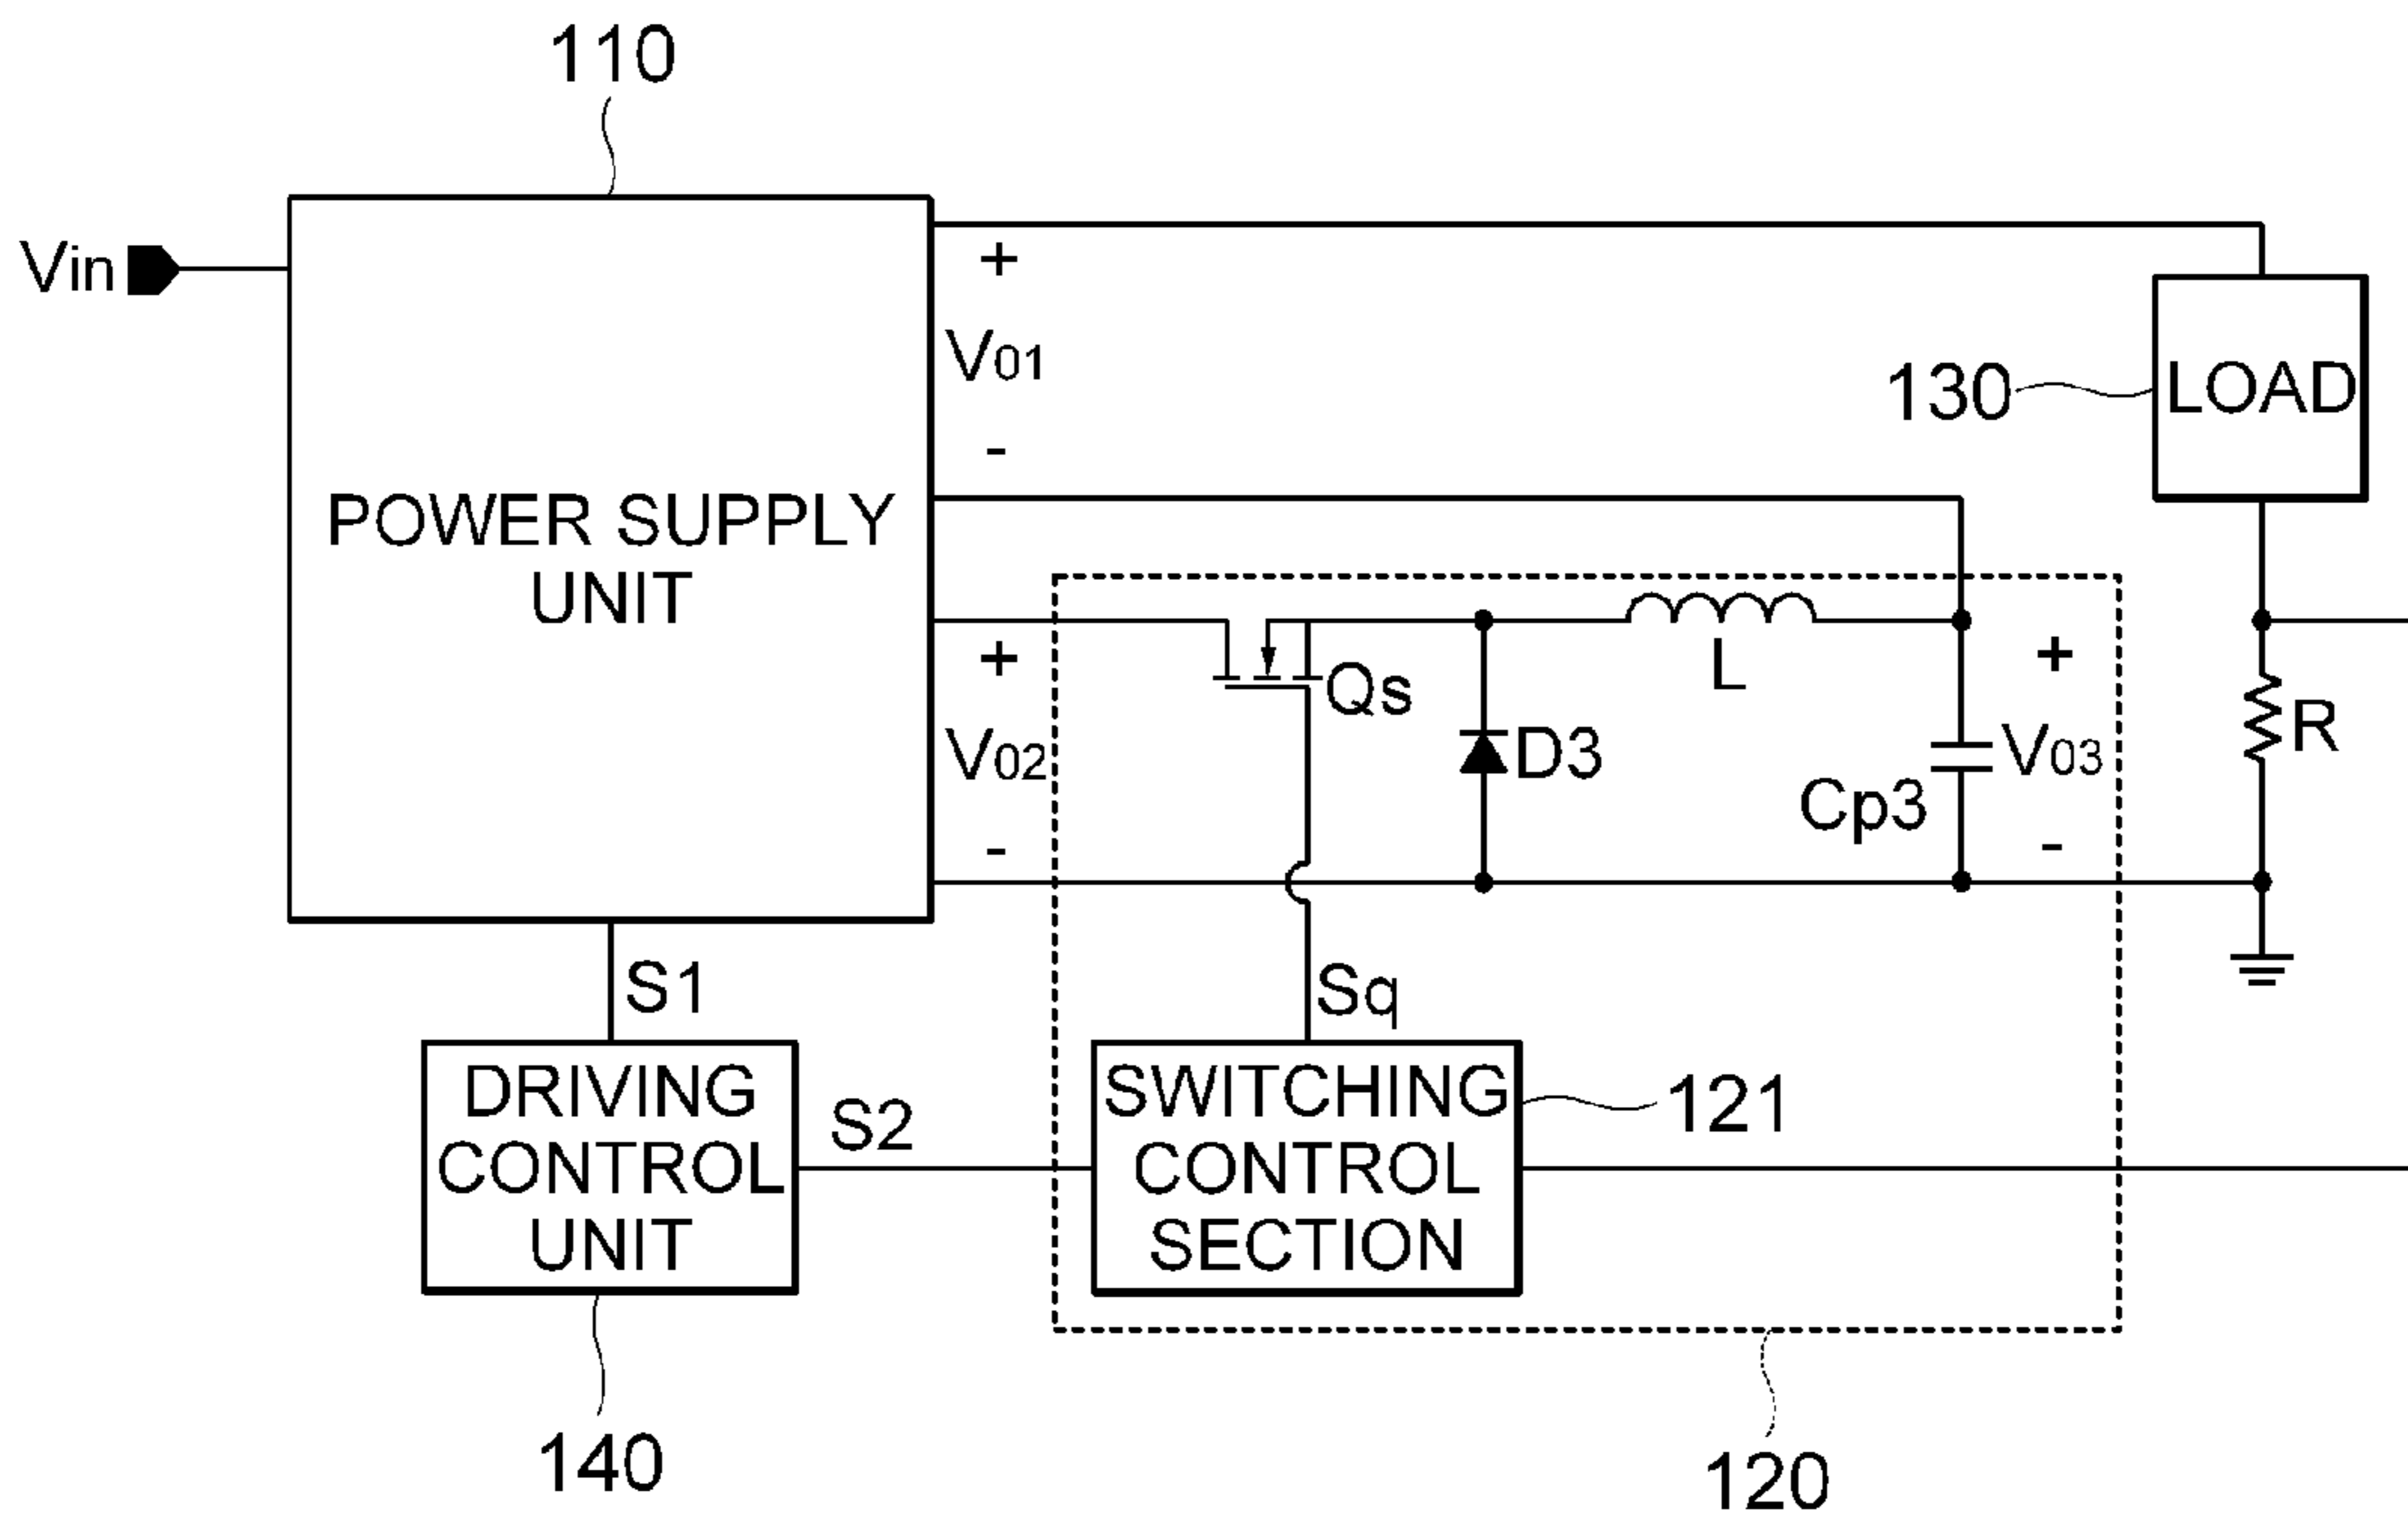 110
Vin
+
V01
-
130
LOAD
POWER SUPPLY
UNIT
+
V02
-
Qs
D3
L
Cp3
+
V03
-
R
S1
Sq
DRIVING
CONTROL
UNIT
S2
SWITCHING
CONTROL
SECTION
121
140
120